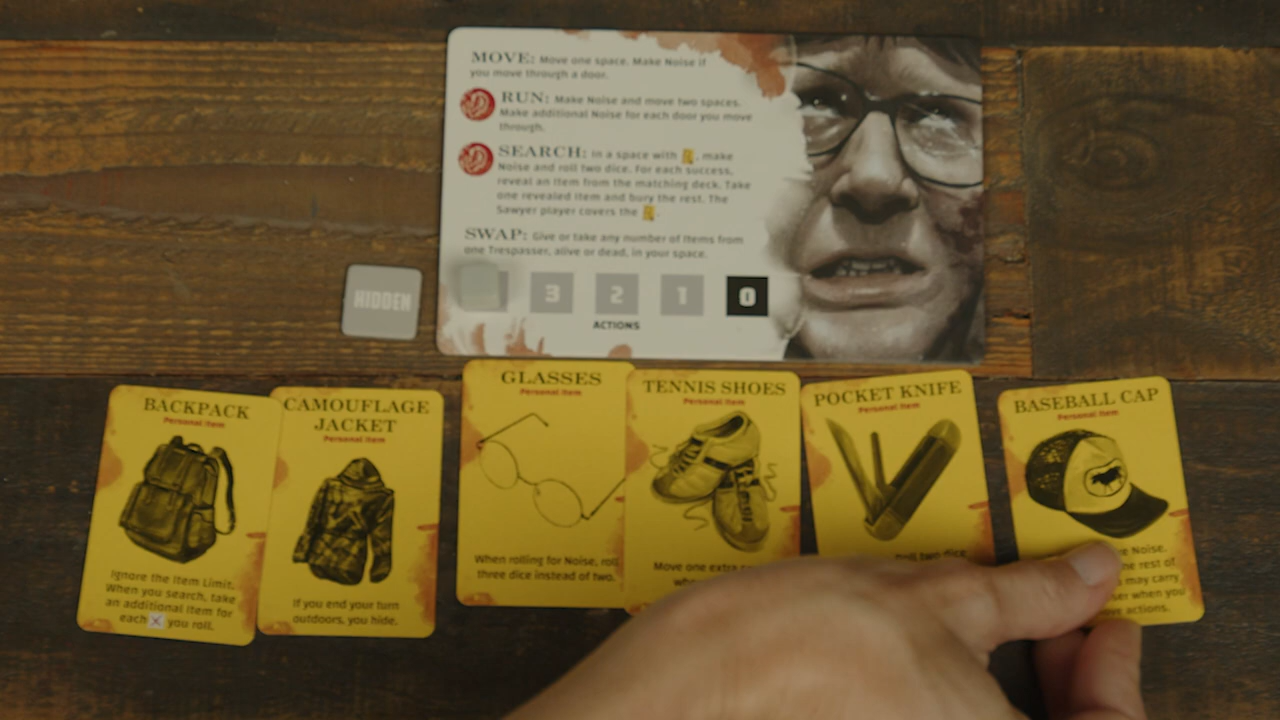 MOVE: Move one space. Make Noise if
you move through a door.
RUN: Make Noise and move two spaces.
Make additional Noise for each door you move
through.
SEARCH: In a space with , make
Noise and roll two dice. For each success,
reveal an Item from the matching deck. Take
one revealed item and bury the rest. The
Sawyer player covers the .
SWAP: Give or take any number of Items from
one Trespasser, alive or dead, in your space.
3 2 1 0
ACTIONS
HIDDEN
BACKPACK
Personal Item
Ignore the Item Limit.
When you search, take
an additional Item for
each you roll.
CAMOUFLAGE
JACKET
Personal Item
If you end your turn
outdoors, you hide.
GLASSES
Personal Item
When rolling for Noise, roll
three dice instead of two.
TENNIS SHOES
Personal Item
Move one extra
POCKET KNIFE
Personal Item
Roll two dice
BASEBALL CAP
Personal Item
Noise.
rest of
may carry
when you
actions.